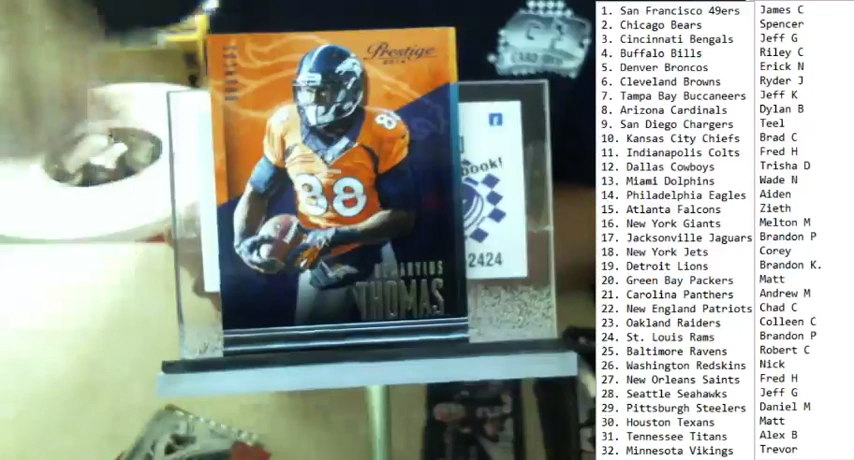 BRONCOS
Prestige
88
88
THOMAS
ook!
2424
1. San Francisco 49ers James C
2. Chicago Bears Spencer
3. Cincinnati Bengals Jeff G
4. Buffalo Bills Riley C
5. Denver Broncos Erick N
6. Cleveland Browns Ryder J
7. Tampa Bay Buccaneers Jeff K
8. Arizona Cardinals Dylan B
9. San Diego Chargers Teel
10. Kansas City Chiefs Brad C
11. Indianapolis Colts Fred H
12. Dallas Cowboys Trisha D
13. Miami Dolphins Wade N
14. Philadelphia Eagles Aiden
15. Atlanta Falcons Zieth
16. New York Giants Melton M
17. Jacksonville Jaguars Brandon P
18. New York Jets Corey
19. Detroit Lions Brandon K.
20. Green Bay Packers Matt
21. Carolina Panthers Andrew M
22. New England Patriots Chad C
23. Oakland Raiders Colleen C
24. St. Louis Rams Brandon P
25. Baltimore Ravens Robert C
26. Washington Redskins Nick
27. New Orleans Saints Fred H
28. Seattle Seahawks Jeff G
29. Pittsburgh Steelers Daniel M
30. Houston Texans Matt
31. Tennessee Titans Alex B
32. Minnesota Vikings Trevor